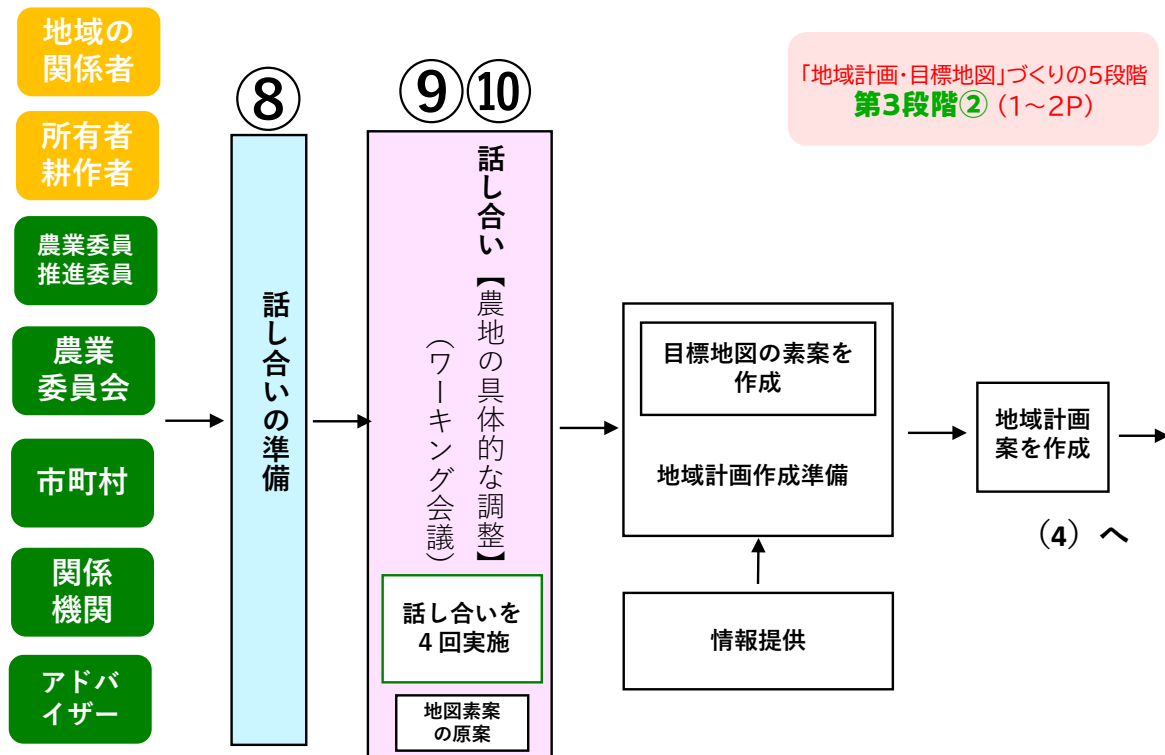 地域の
関係者
所有者
耕作者
農業委員
推進委員
農業
委員会
市町村
関係
機関
アドバ
イザー
⑧
話し合いの準備
⑨⑩
話し合い【農地の具体的な調整】
（ワーキング会議）
話し合いを
4回実施
地図素案
の原案
「地域計画・目標地図」づくりの5段階
第3段階② (1～2P)
目標地図の素案を
作成
地域計画作成準備
情報提供
地域計画
案を作成
(4) へ